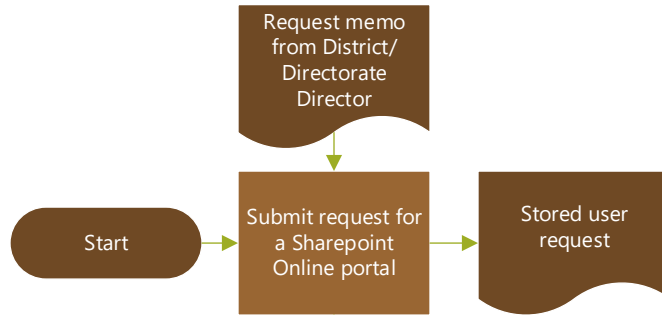 Request memo
from District/
Directorate
Director
Start
Submit request for
a Sharepoint
Online portal
Stored user
request